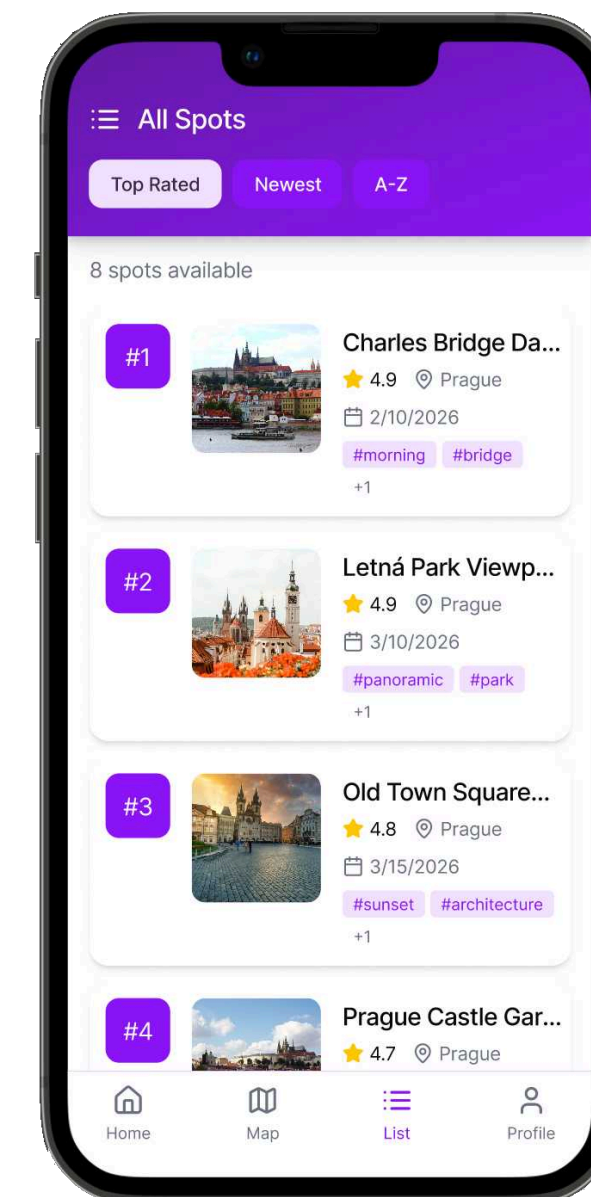 All Spots
Top Rated Newest A-Z
8 spots available
#1
Charles Bridge Da...
4.9 Prague
2/10/2026
#morning #bridge
+1
#2
Letná Park Viewp...
4.9 Prague
3/10/2026
#panoramic #park
+1
#3
Old Town Square...
4.8 Prague
3/15/2026
#sunset #architecture
+1
#4
Prague Castle Gar...
4.7 Prague
Home Map List Profile